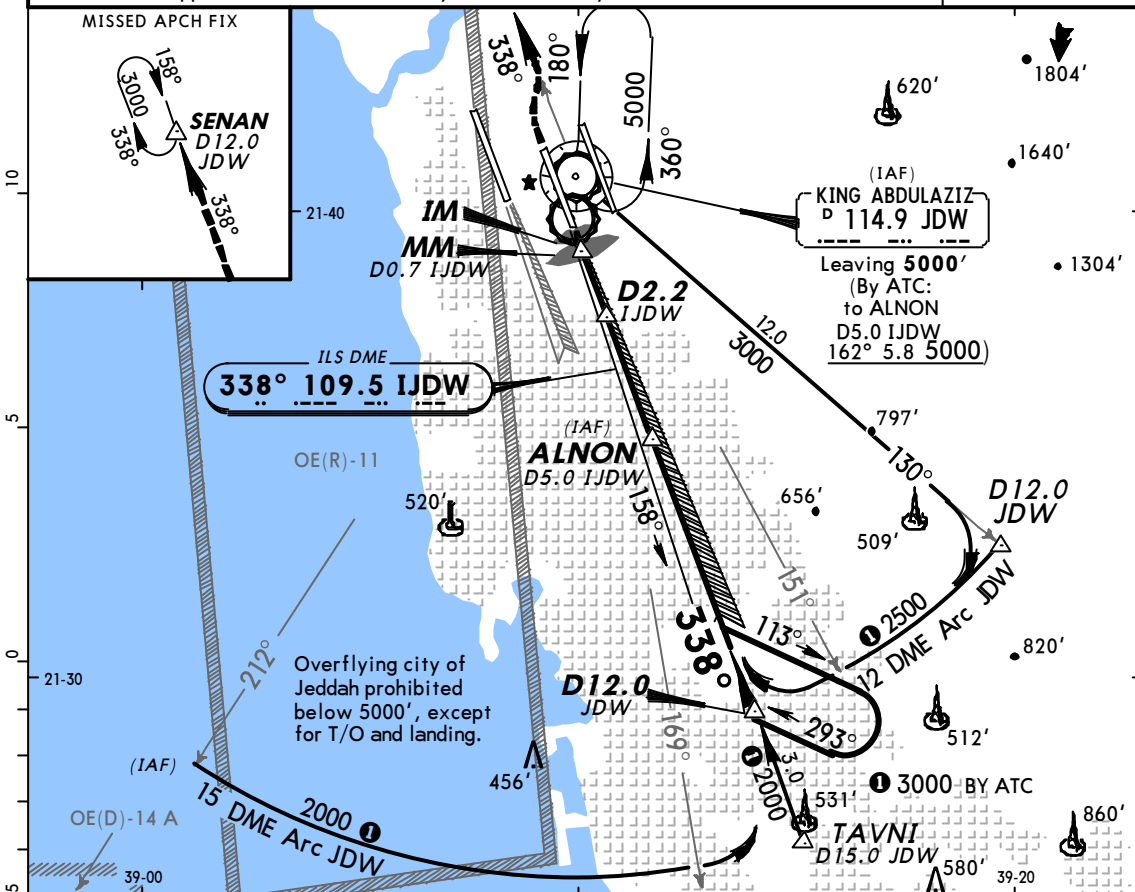 MISSED APCH FIX
158°
3000
338°
SENAN
D12.0
JDW
338°
338°
180°
5000
360°
620'
1804'
1640'
(IAF)
KING ABDULAZIZ
D 114.9 JDW
1304'
Leaving 5000'
(By ATC:
to ALNON
D5.0 IJDW
162° 5.8 5000)
10
21-40
IM
MM
D0.7 IJDW
D2.2
IJDW
12.0
3000
ILS DME
338° 109.5 IJDW
5
797'
130°
(IAF)
ALNON
D5.0 IJDW
OE(R)-11
520'
158°
656'
509'
D12.0
JDW
151°
1 2500
12 DME Arc JDW
338°
113°
820'
0
21-30
212°
Overflying city of
Jeddah prohibited
below 5000', except
for T/O and landing.
D12.0
JDW
293°
512'
169°
(IAF)
456'
1 2000
3.0
1 3000 BY ATC
2000 1
15 DME Arc JDW
OE(D)-14 A
531'
TAVNI
D15.0 JDW
860'
580'
39-00
39-20
5